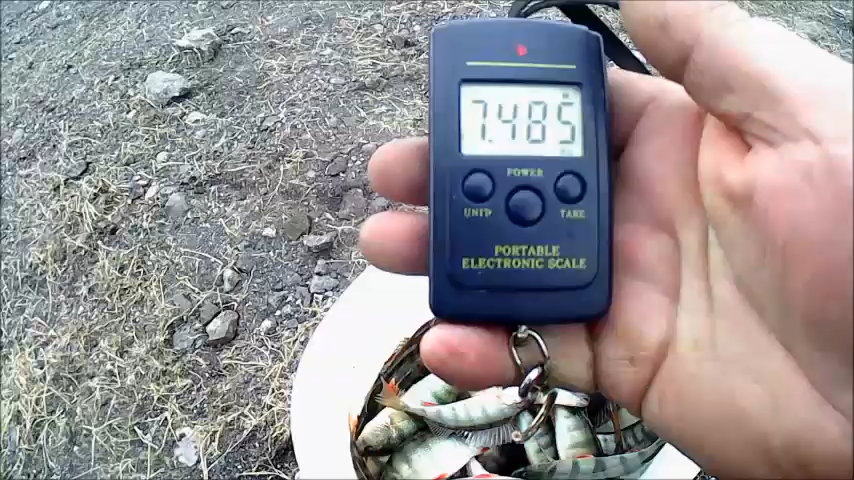 7.485
POWER
UNIT TARE
PORTABLE
ELECTRONIC SCALE